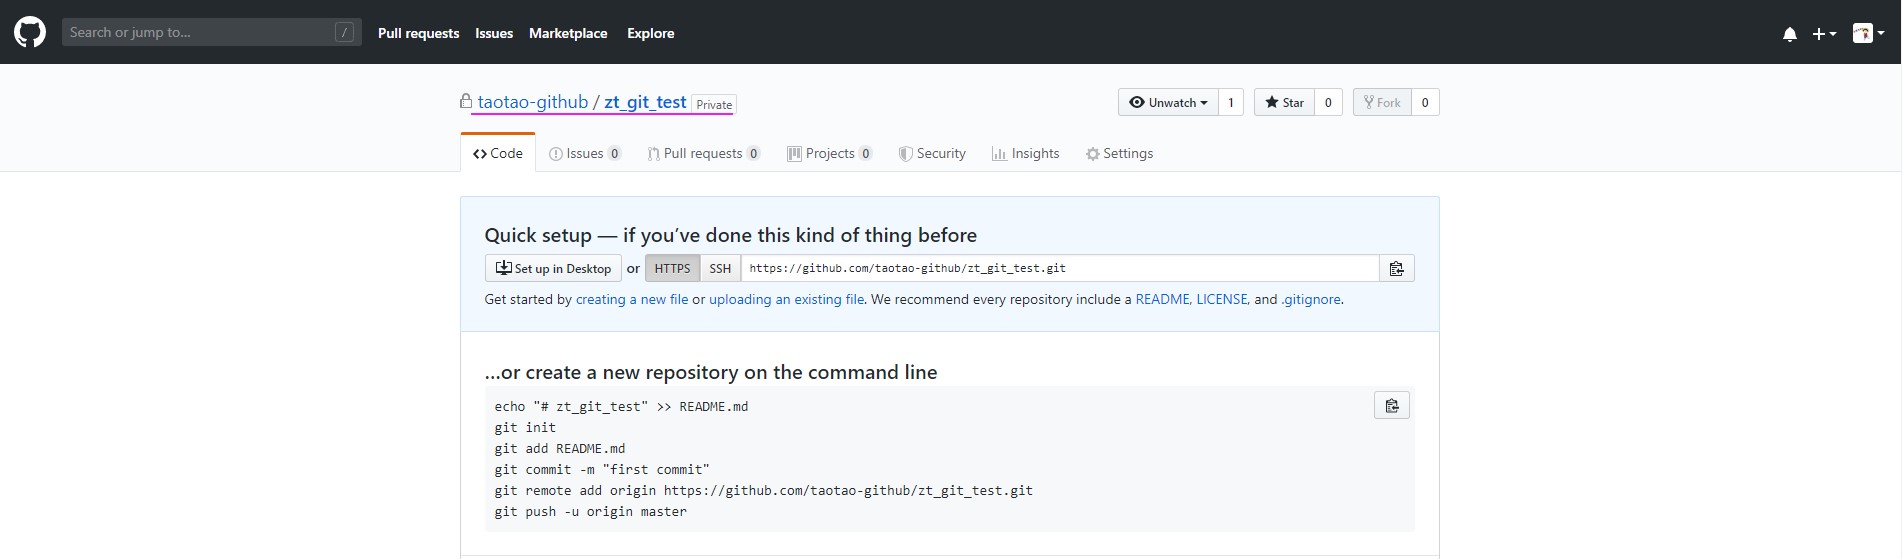 Search or jump to... /
Pull requests Issues Marketplace Explore
taotao-github / zt_git_test Private
Unwatch 1 Star 0 Fork 0
Code Issues 0 Pull requests 0 Projects 0 Security Insights Settings
Quick setup — if you’ve done this kind of thing before
Set up in Desktop or HTTPS SSH https://github.com/taotao-github/zt_git_test.git
Get started by creating a new file or uploading an existing file. We recommend every repository include a README, LICENSE, and .gitignore.
…or create a new repository on the command line
echo "# zt_git_test" >> README.md
git init
git add README.md
git commit -m "first commit"
git remote add origin https://github.com/taotao-github/zt_git_test.git
git push -u origin master